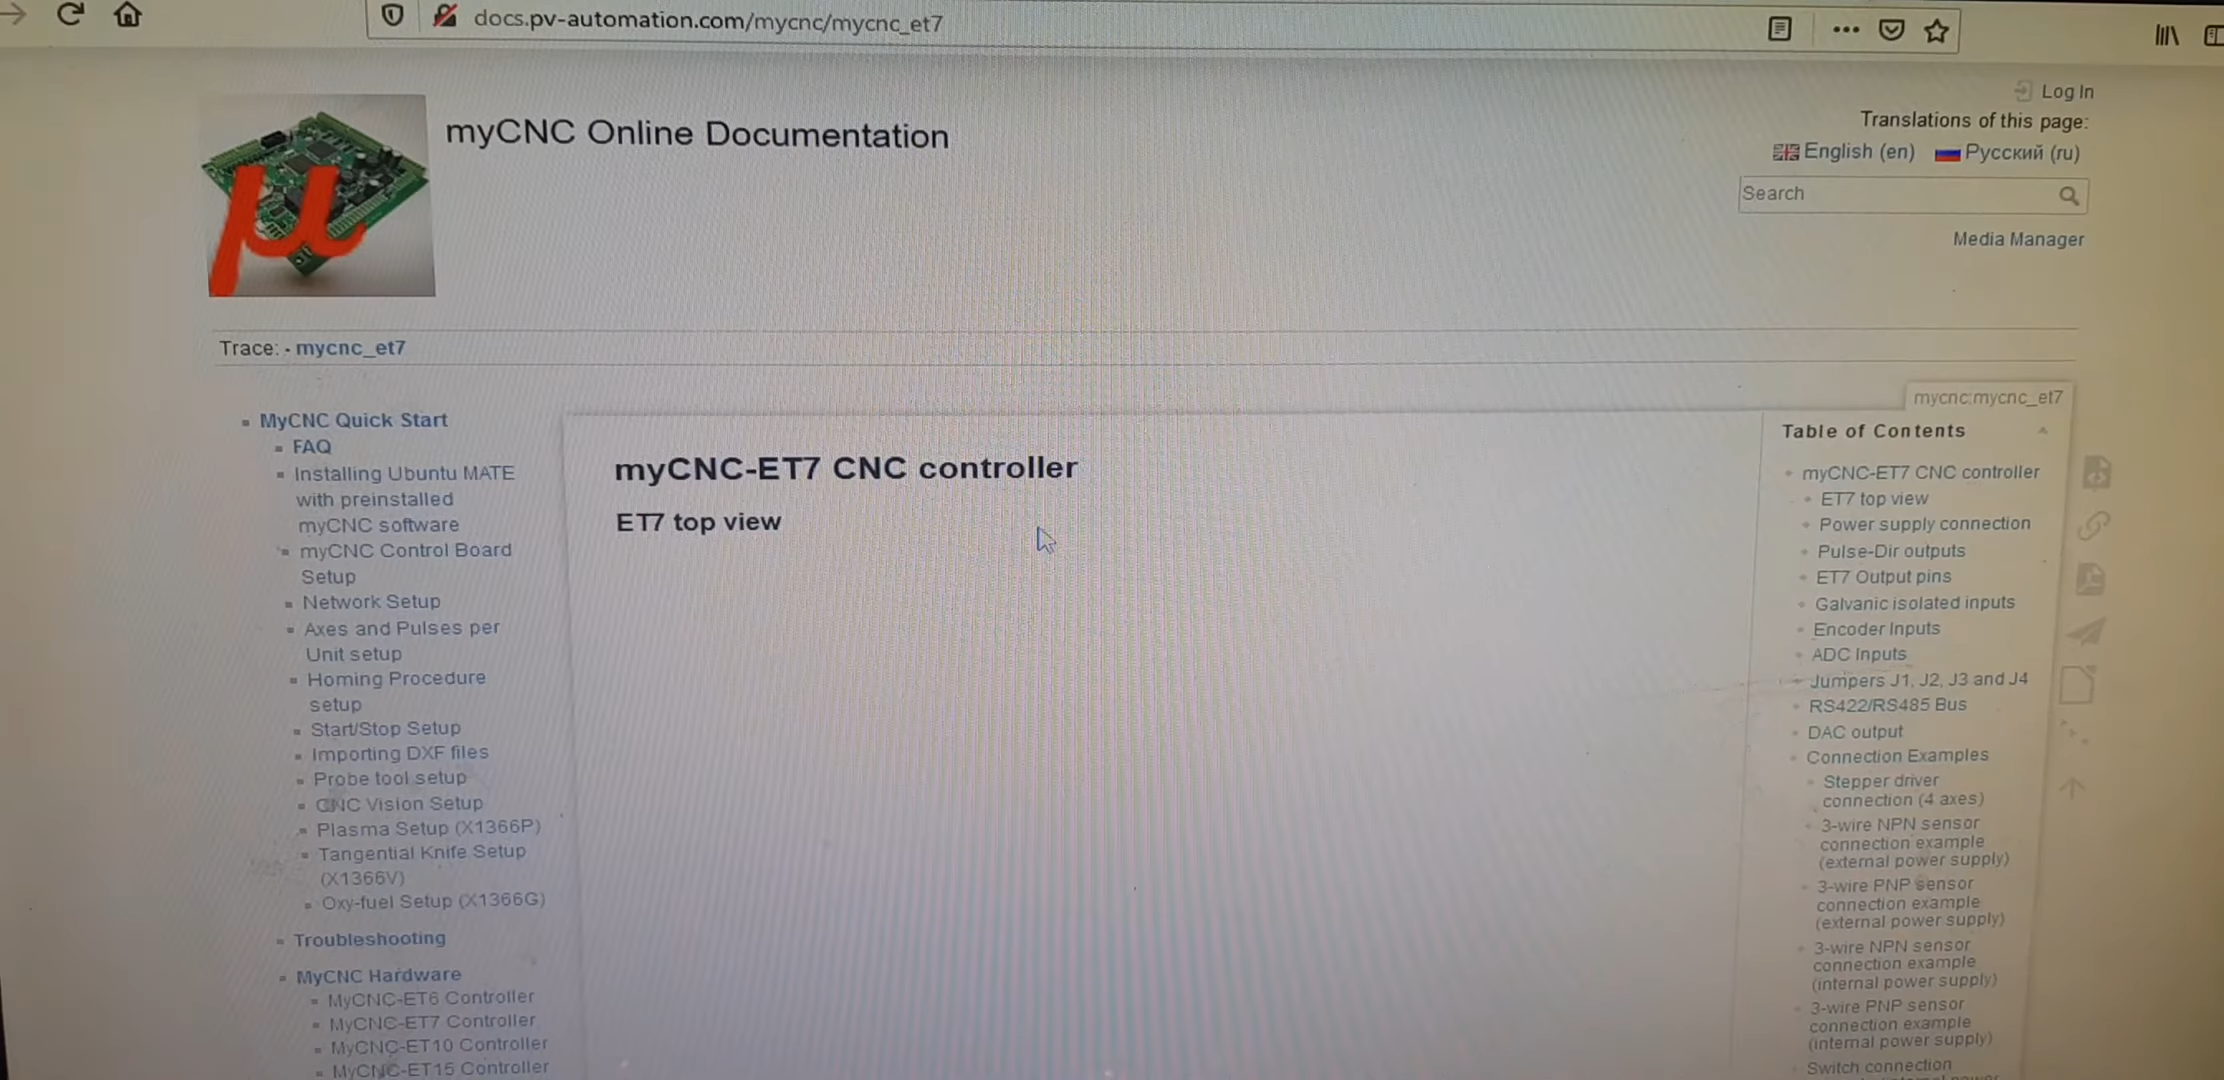 docs.pv-automation.com/mycnc/mycnc_et7
myCNC Online Documentation
Log In
Translations of this page:
English (en) Русский (ru)
Search
Media Manager
µ
Trace: • mycnc_et7
mycnc:mycnc_et7
MyCNC Quick Start
FAQ
Installing Ubuntu MATE
with preinstalled
myCNC software
myCNC Control Board
Setup
Network Setup
Axes and Pulses per
Unit setup
Homing Procedure
setup
Start/Stop Setup
Importing DXF files
Probe tool setup
CNC Vision Setup
Plasma Setup (X1366P)
Tangential Knife Setup
(X1366V)
Oxy-fuel Setup (X1366G)
Troubleshooting
MyCNC Hardware
MyCNC-ET6 Controller
MyCNC-ET7 Controller
MyCNC-ET10 Controller
MyCNC-ET15 Controller
myCNC-ET7 CNC controller
ET7 top view
Table of Contents
myCNC-ET7 CNC controller
ET7 top view
Power supply connection
Pulse-Dir outputs
ET7 Output pins
Galvanic isolated inputs
Encoder Inputs
ADC Inputs
Jumpers J1, J2, J3 and J4
RS422/RS485 Bus
DAC output
Connection Examples
Stepper driver
connection (4 axes)
3-wire NPN sensor
connection example
(external power supply)
3-wire PNP sensor
connection example
(external power supply)
3-wire NPN sensor
connection example
(internal power supply)
3-wire PNP sensor
connection example
(internal power supply)
Switch connection